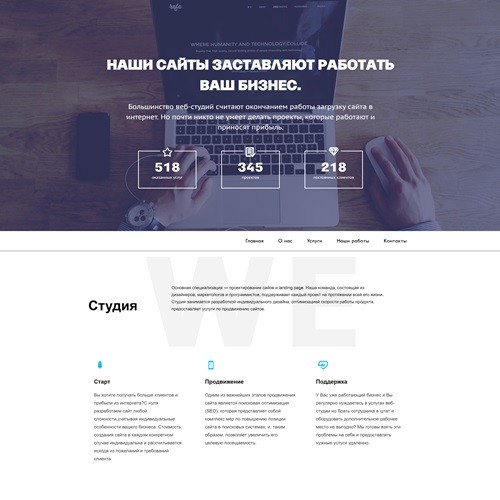 WHERE HUMANITY AND TECHNOLOGY COLLIDE
НАШИ САЙТЫ ЗАСТАВЛЯЮТ РАБОТАТЬ
ВАШ БИЗНЕС.
Большинство веб-студий считают окончанием работы загрузку сайта в
интернет. Но почти никто не умеет делать проекты, которые работают и
приносят прибыль.
518 345 218
оказанных услуг проектов постоянных клиентов
Главная О нас Услуги Наши работы Контакты
WE
Студия
Основная специализация — проектирование сайтов и landing page. Наша команда, состоящая из
дизайнеров, маркетологов и программистов, поддерживает каждый проект на протяжении всей его жизни.
Студия занимается разработкой индивидуального дизайна, оптимизацией скорости работы продукта,
предоставляет услуги по продвижению сайтов.
Старт
Вы хотите получать больше клиентов и
прибыли из интернета?С нуля
разработаем сайт любой
сложности,учитывая индивидуальные
особенности вашего бизнеса. Стоимость
создания сайта в каждом конкретном
случае индивидуальна и рассчитывается
исходя из пожеланий и требований
клиента
Продвижение
Одним из важнейших этапов продвижения
сайта является поисковая оптимизация
(SEO), которая представляет собой
комплекс мер по повышению позиции
сайта в поисковых системах, и, таким
образом, позволяет увеличить его
целевую посещаемость.
Поддержка
У Вас уже работающий бизнес и Вы
регулярно нуждаетесь в услугах веб-
студии но брать сотрудника в штат и
оборудовать дополнительное рабочее
место не выгодно? Мы готовы взять эти
проблемы на себя и предоставлять
нужные услуги удаленно.